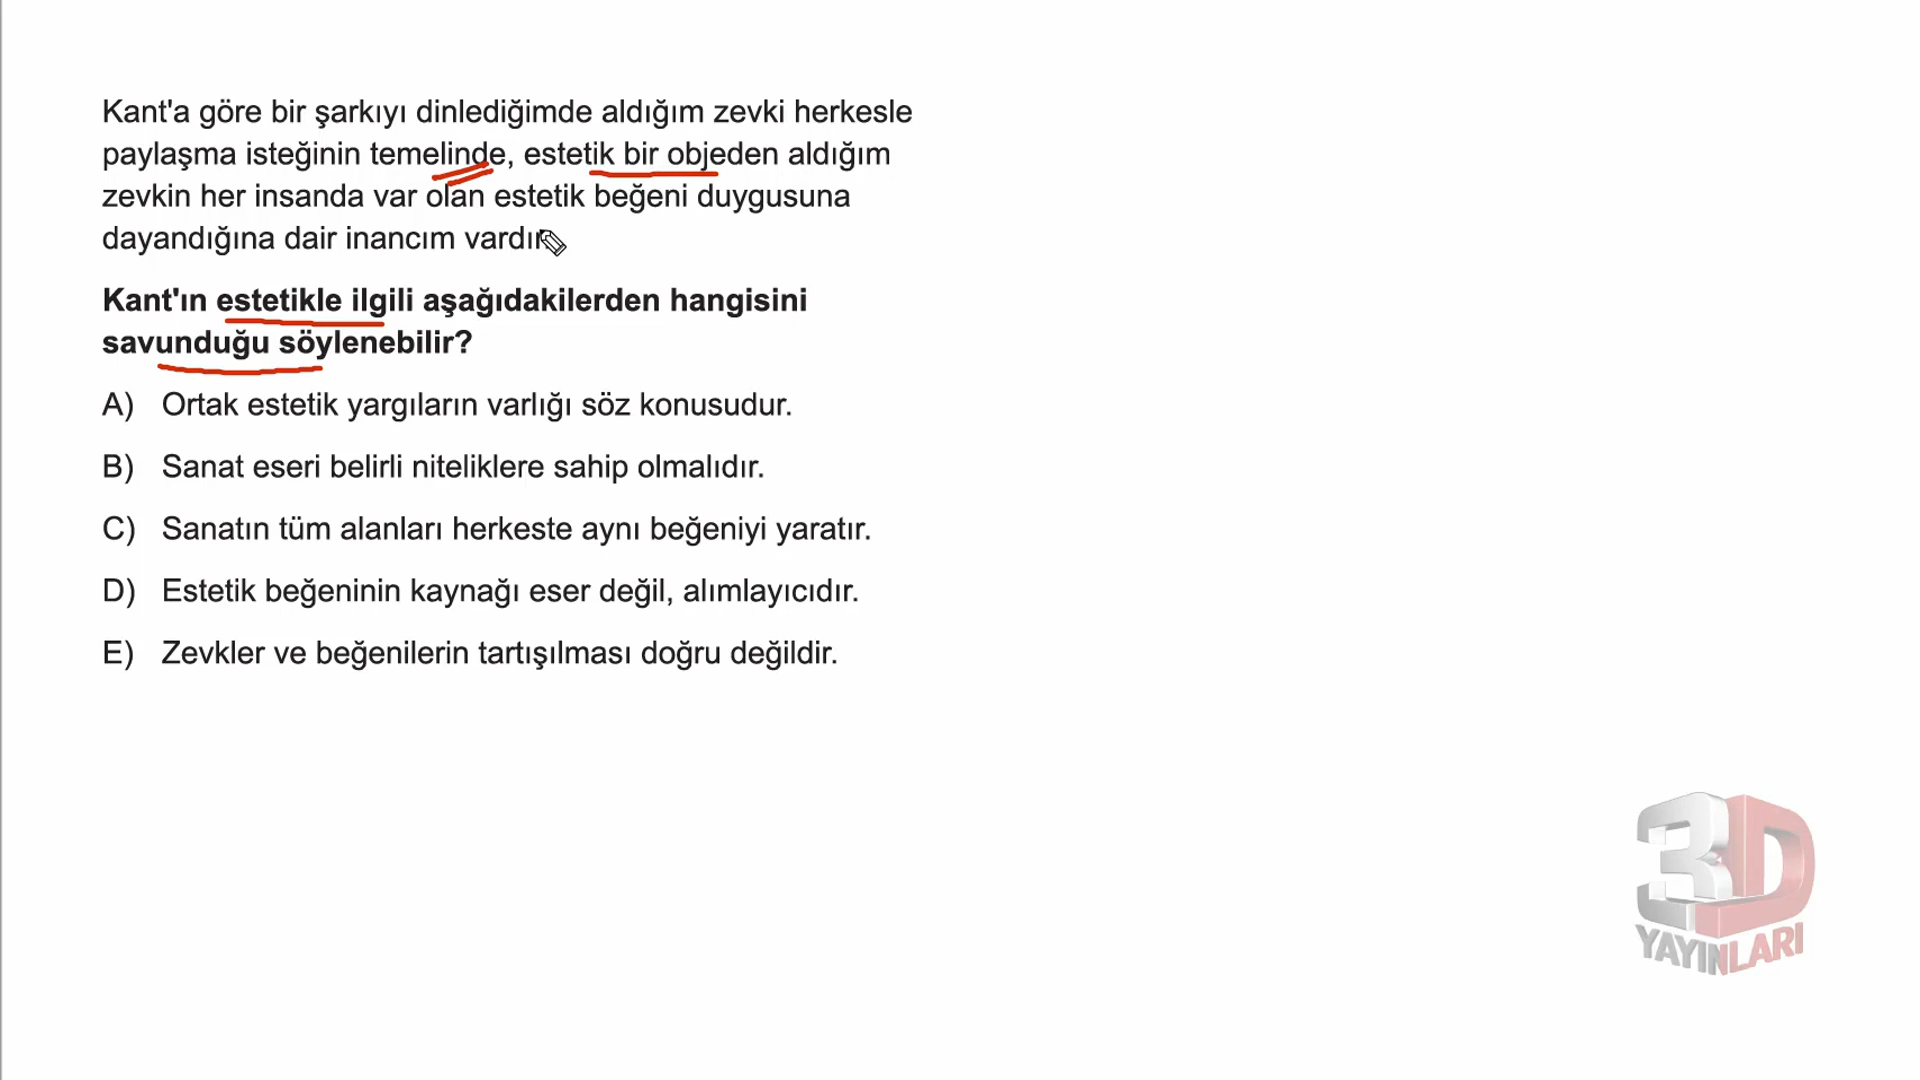 Kant'a göre bir şarkıyı dinlediğimde aldığım zevki herkesle
paylaşma isteğinin temelinde, estetik bir objeden aldığım
zevkin her insanda var olan estetik beğeni duygusuna
dayandığına dair inancım vardır
Kant'ın estetikle ilgili aşağıdakilerden hangisini
savunduğu söylenebilir?
A) Ortak estetik yargıların varlığı söz konusudur.
B) Sanat eseri belirli niteliklere sahip olmalıdır.
C) Sanatın tüm alanları herkeste aynı beğeniyi yaratır.
D) Estetik beğeninin kaynağı eser değil, alımlayıcıdır.
E) Zevkler ve beğenilerin tartışılması doğru değildir.
3D
YAYINLARI